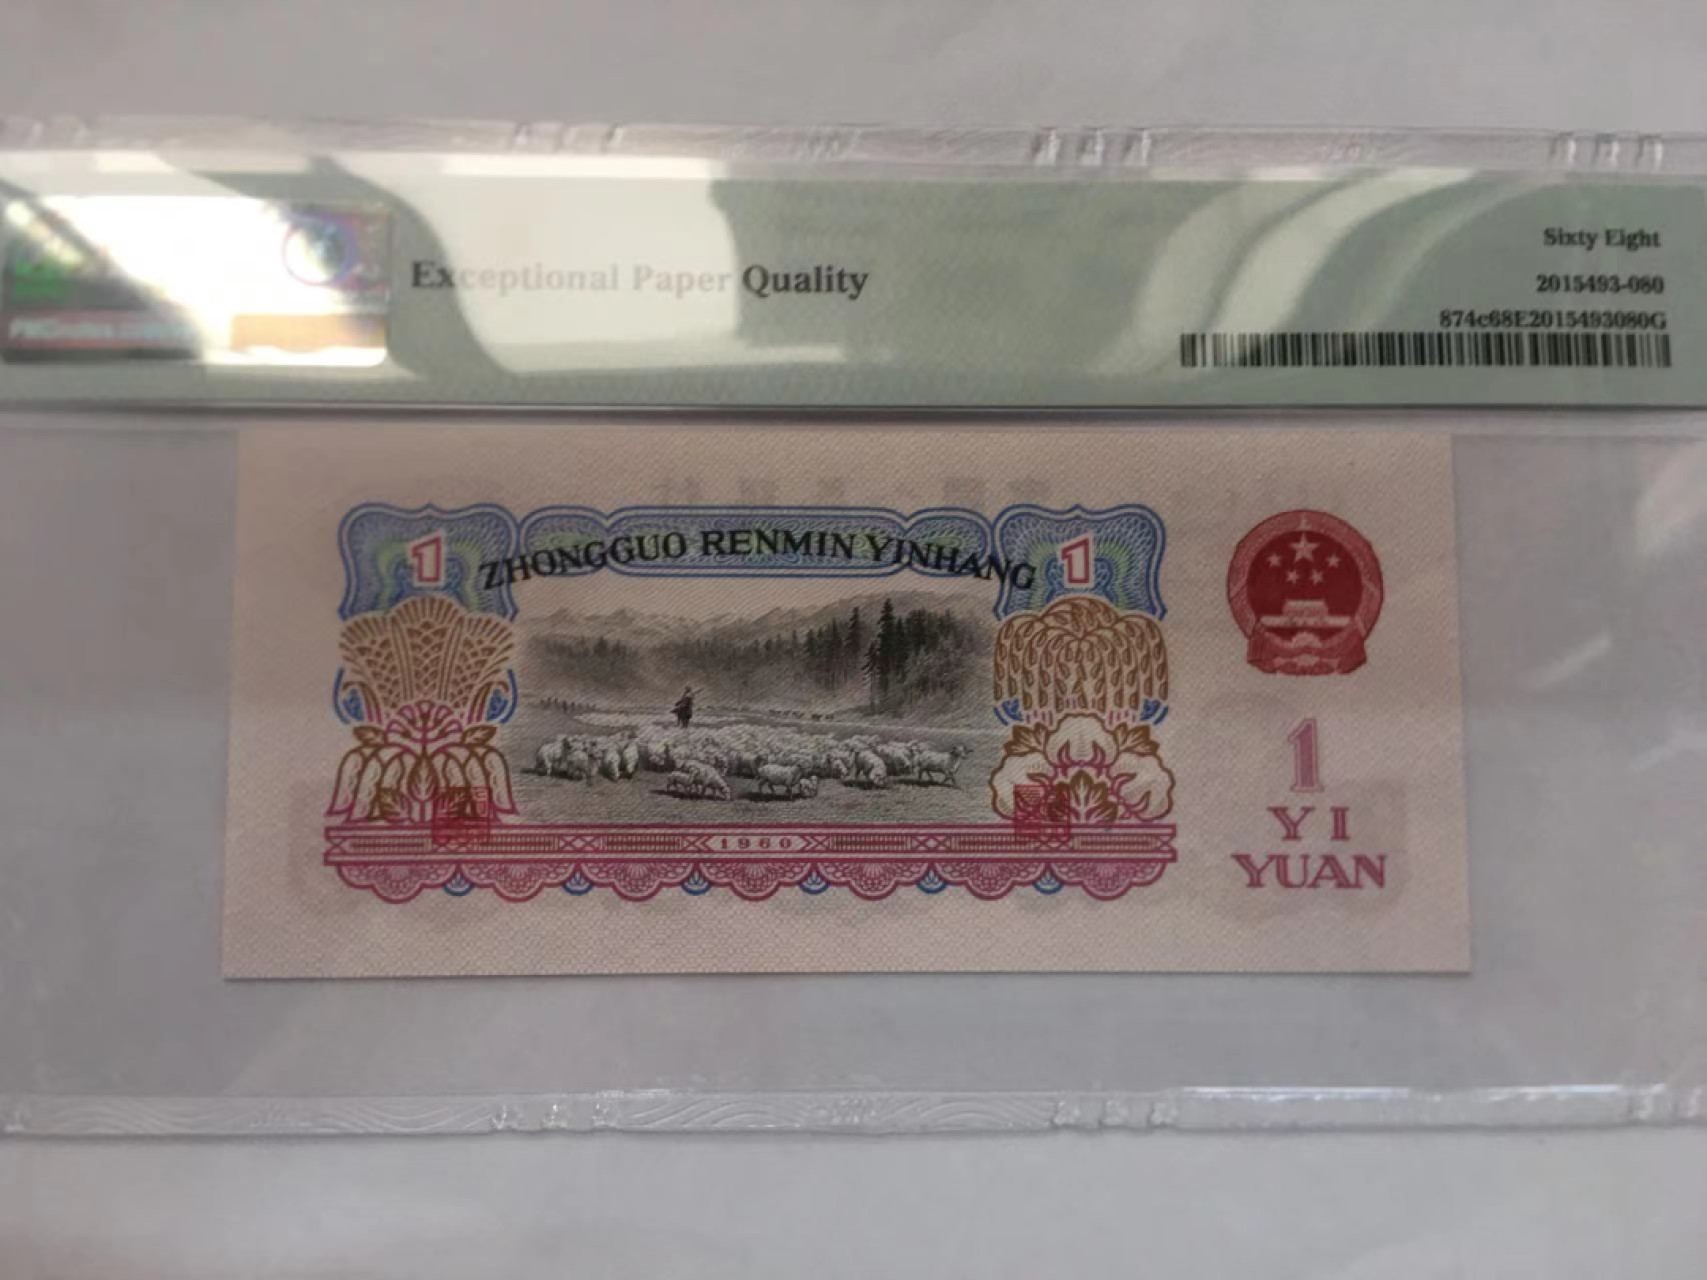 Exceptional Paper Quality
Sixty Eight
2015493-080
874c68E2015493080G
1 ZHONGGUO RENMIN YINHANG 1
1960
1
YI
YUAN